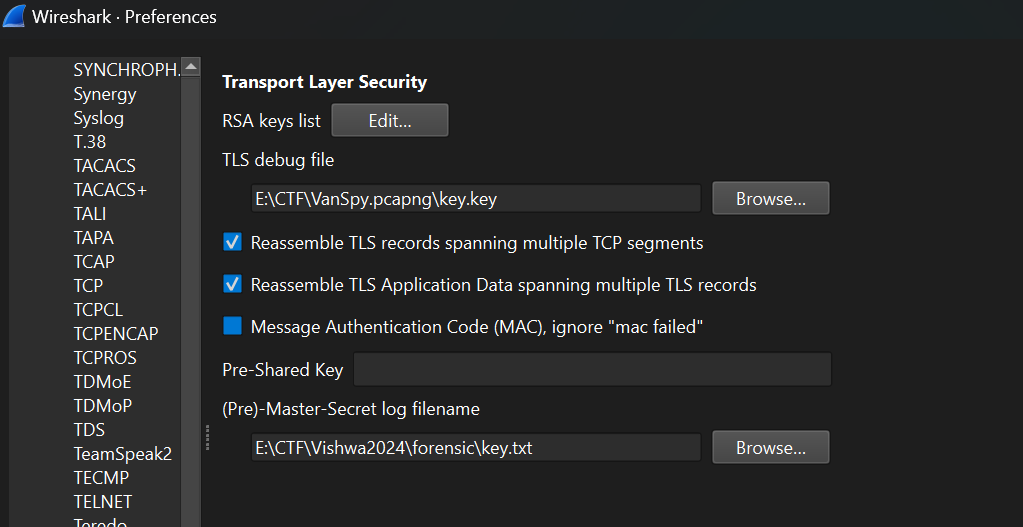 Wireshark · Preferences
SYNCHROPH.
Synergy
Syslog
T.38
TACACS
TACACS+
TALI
TAPA
TCAP
TCP
TCPCL
TCPENCAP
TCPROS
TDMoE
TDMoP
TDS
TeamSpeak2
TECMP
TELNET
Teredo
Transport Layer Security
RSA keys list Edit...
TLS debug file
E:\CTF\VanSpy.pcapng\key.key Browse...
Reassemble TLS records spanning multiple TCP segments
Reassemble TLS Application Data spanning multiple TLS records
Message Authentication Code (MAC), ignore "mac failed"
Pre-Shared Key
(Pre)-Master-Secret log filename
E:\CTF\Vishwa2024\forensic\key.txt Browse...